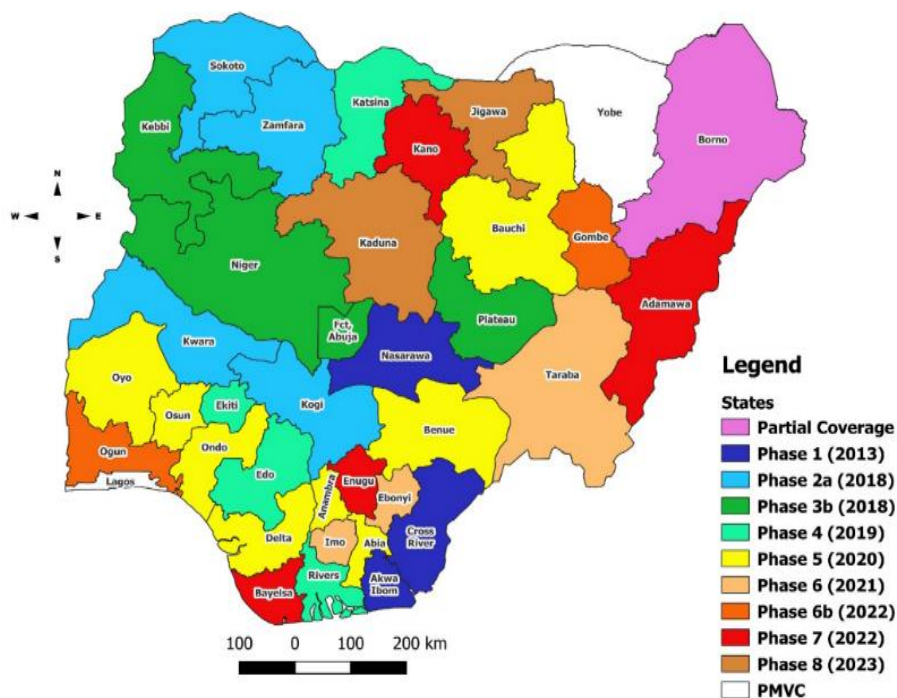 Sokoto
Katsina
Jigawa
Yobe
Kebbi
Zamfara
Kano
Borno
N
W
E
S
Bauchi
Gombe
Kaduna
Niger
Adamawa
Fct,
Abuja
Plateau
Kwara
Nasarawa
Taraba
Oyo
Legend
Osun
Ekiti
Kogi
States
Benue
Ogun
Ondo
Partial Coverage
Lagos
Edo
Enugu
Phase 1 (2013)
Anambra
Ebonyi
Phase 2a (2018)
Delta
Imo
Abia
Cross
River
Phase 3b (2018)
Phase 4 (2019)
Rivers
Akwa
Ibom
Phase 5 (2020)
Bayelsa
Phase 6 (2021)
Phase 6b (2022)
Phase 7 (2022)
100 0 100 200 km
Phase 8 (2023)
PMVC